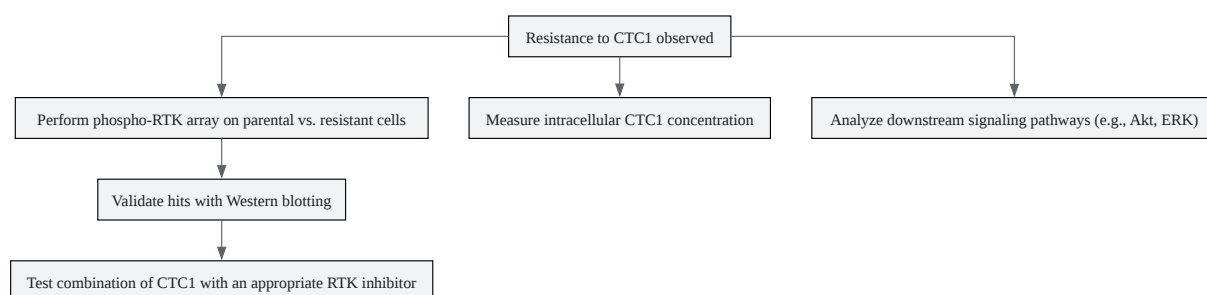 Resistance to CTC1 observed
Perform phospho-RTK array on parental vs. resistant cells
Measure intracellular CTC1 concentration
Analyze downstream signaling pathways (e.g., Akt, ERK)
Validate hits with Western blotting
Test combination of CTC1 with an appropriate RTK inhibitor